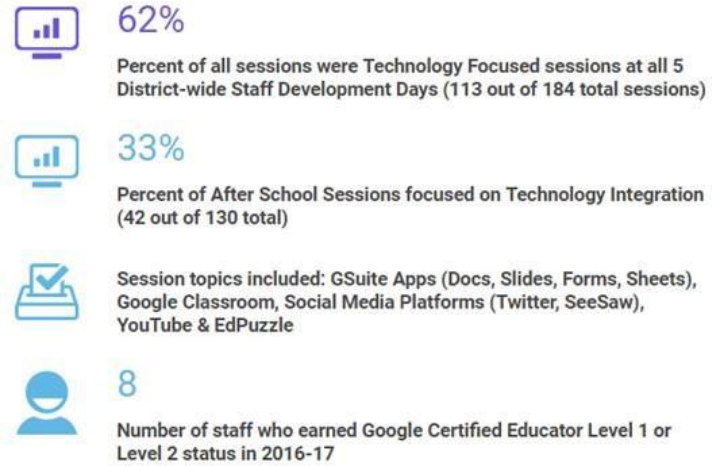 62%
Percent of all sessions were Technology Focused sessions at all 5
District-wide Staff Development Days (113 out of 184 total sessions)
33%
Percent of After School Sessions focused on Technology Integration
(42 out of 130 total)
Session topics included: GSuite Apps (Docs, Slides, Forms, Sheets),
Google Classroom, Social Media Platforms (Twitter, SeeSaw),
YouTube & EdPuzzle
8
Number of staff who earned Google Certified Educator Level 1 or
Level 2 status in 2016-17